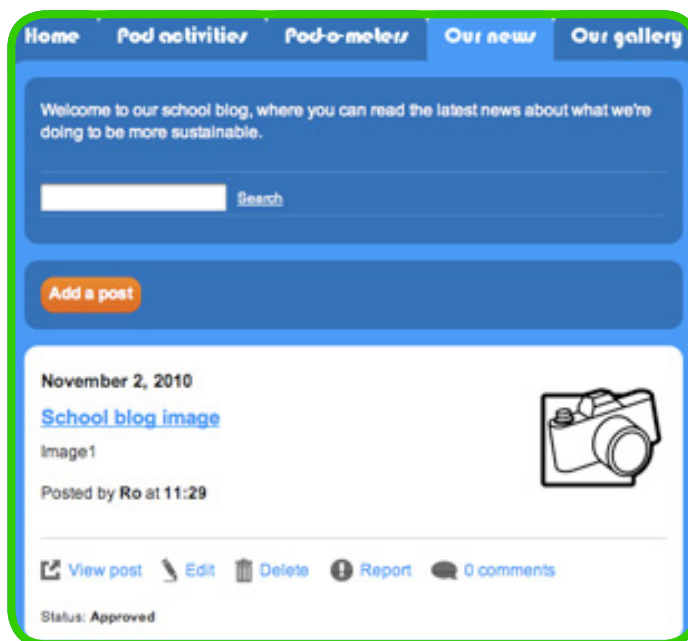 Home Pod activities Pod-o-meters Our news Our gallery
Welcome to our school blog, where you can read the latest news about what we're
doing to be more sustainable.
Search
Add a post
November 2, 2010
School blog image
Image1
Posted by Ro at 11:29
View post Edit Delete Report 0 comments
Status: Approved